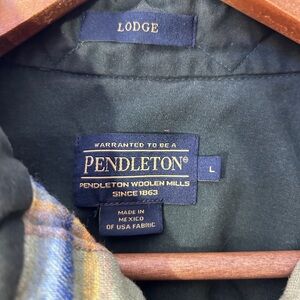 LODGE
WARRANTED TO BE A
PENDLETON®
L
PENDLETON WOOLEN MILLS
SINCE 1863
MADE IN
MEXICO
OF USA FABRIC